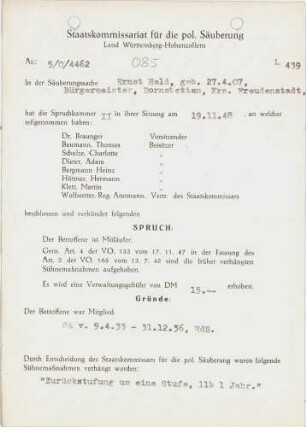 Staatskommissariat für die pol. Säuberung
Land Württemberg-Hohenzollern
Az: 5/C/4462 085 L 439
In der Säuberungssache Ernst Held, geb. 27.4.07,
Bürgermeister, Dornstetten, Krs. Freudenstadt,
hat die Spruchkammer II in ihrer Sitzung am 19.11.48, an welcher
teilgenommen haben:
Dr. Braunger Vorsitzender
Baumann, Thomas Beisitzer
Schulze, Charlotte "
Dieter, Adam "
Bergmann Heinz "
Hüttner, Hermann "
Klett, Martin "
Wolfstetter, Reg. Amtmann. Vertr. des Staatskommissars
beschlossen und verkündet folgenden
SPRUCH:
Der Betroffene ist Mitläufer.
Gem. Art. 4 der VO. 133 vom 17. 11. 47 in der Fassung des
Art. 2 der VO. 165 vom 13. 7. 48 sind die früher verhängten
Sühnemaßnahmen aufgehoben.
Es wird eine Verwaltungsgebühr von DM 15.-- erhoben.
Gründe:
Der Betroffene war Mitglied
SA v. 9.4.33 - 31.12.36, RdB.
Durch Entscheidung des Staatskommissars für die pol. Säuberung waren folgende
Sühnemaßnahmen verhängt worden:
"Zurückstufung um eine Stufe, 11b 1 Jahr."